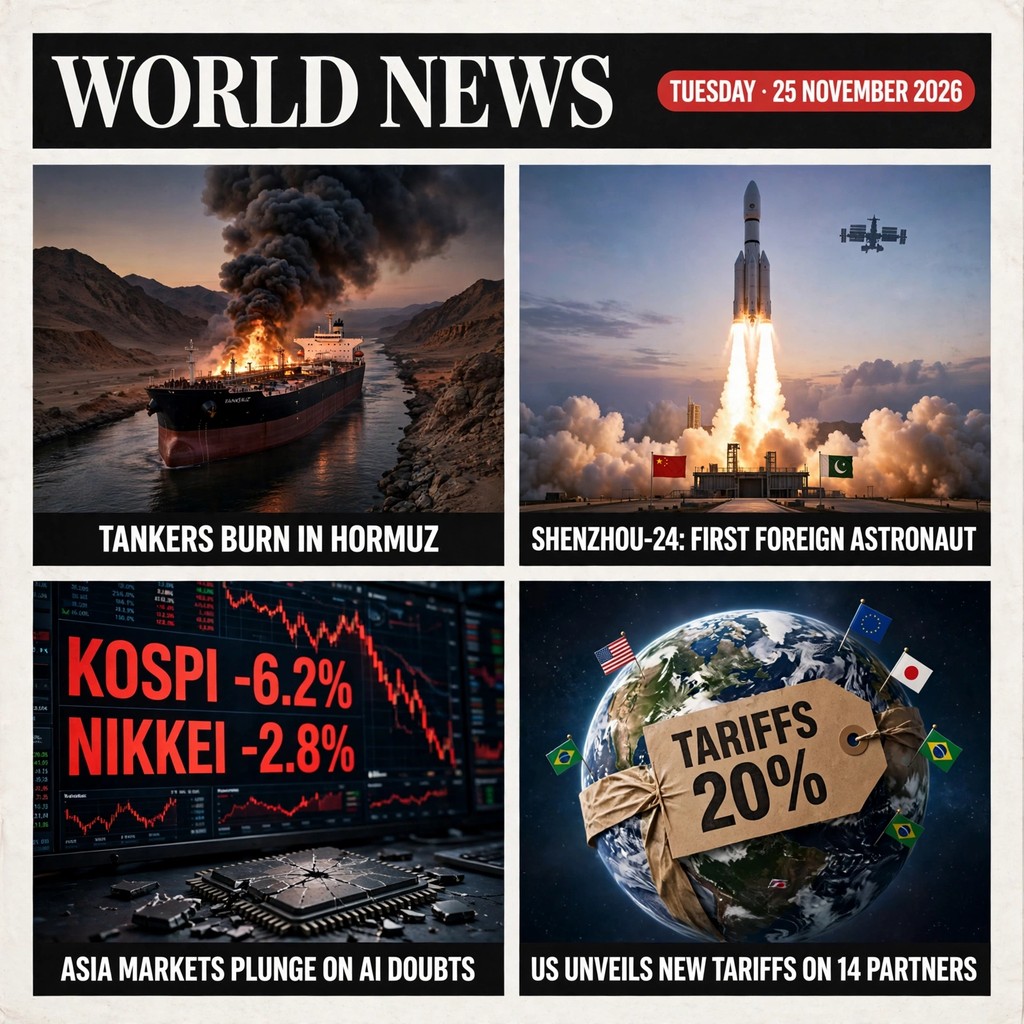 WORLD NEWS
TUESDAY · 25 NOVEMBER 2026
TANKERS BURN IN HORMUZ
SHENZHOU-24: FIRST FOREIGN ASTRONAUT
KOSPI -6.2%
NIKKEI -2.8%
ASIA MARKETS PLUNGE ON AI DOUBTS
TARIFFS
20%
US UNVEILS NEW TARIFFS ON 14 PARTNERS